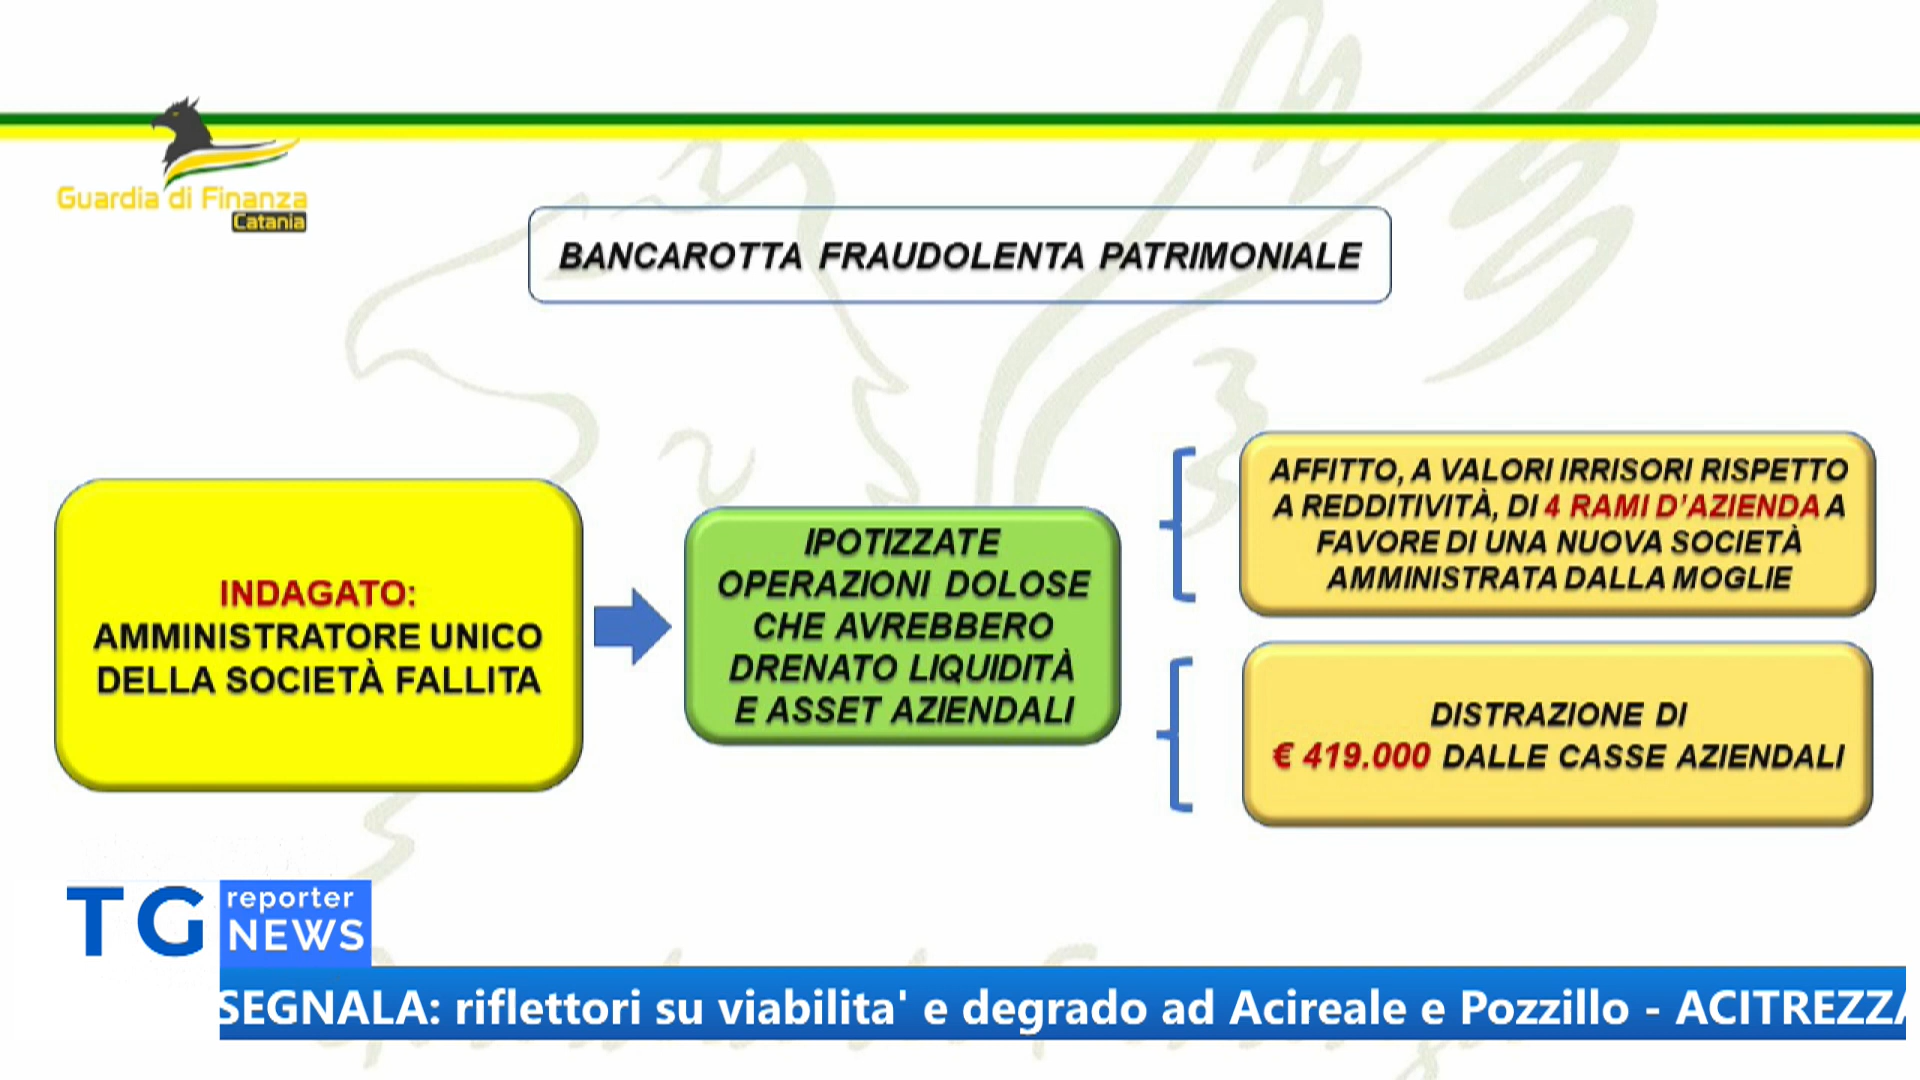 Guardia di Finanza
Catania
BANCAROTTA FRAUDOLENTA PATRIMONIALE
INDAGATO:
AMMINISTRATORE UNICO
DELLA SOCIETÀ FALLITA
IPOTIZZATE
OPERAZIONI DOLOSE
CHE AVREBBERO
DRENATO LIQUIDITÀ
E ASSET AZIENDALI
AFFITTO, A VALORI IRRISORI RISPETTO
A REDDITIVITÀ, DI 4 RAMI D'AZIENDA A
FAVORE DI UNA NUOVA SOCIETÀ
AMMINISTRATA DALLA MOGLIE
DISTRAZIONE DI
€ 419.000 DALLE CASSE AZIENDALI
TG reporter
NEWS
SEGNALA: riflettori su viabilita' e degrado ad Acireale e Pozzillo - ACITREZZA